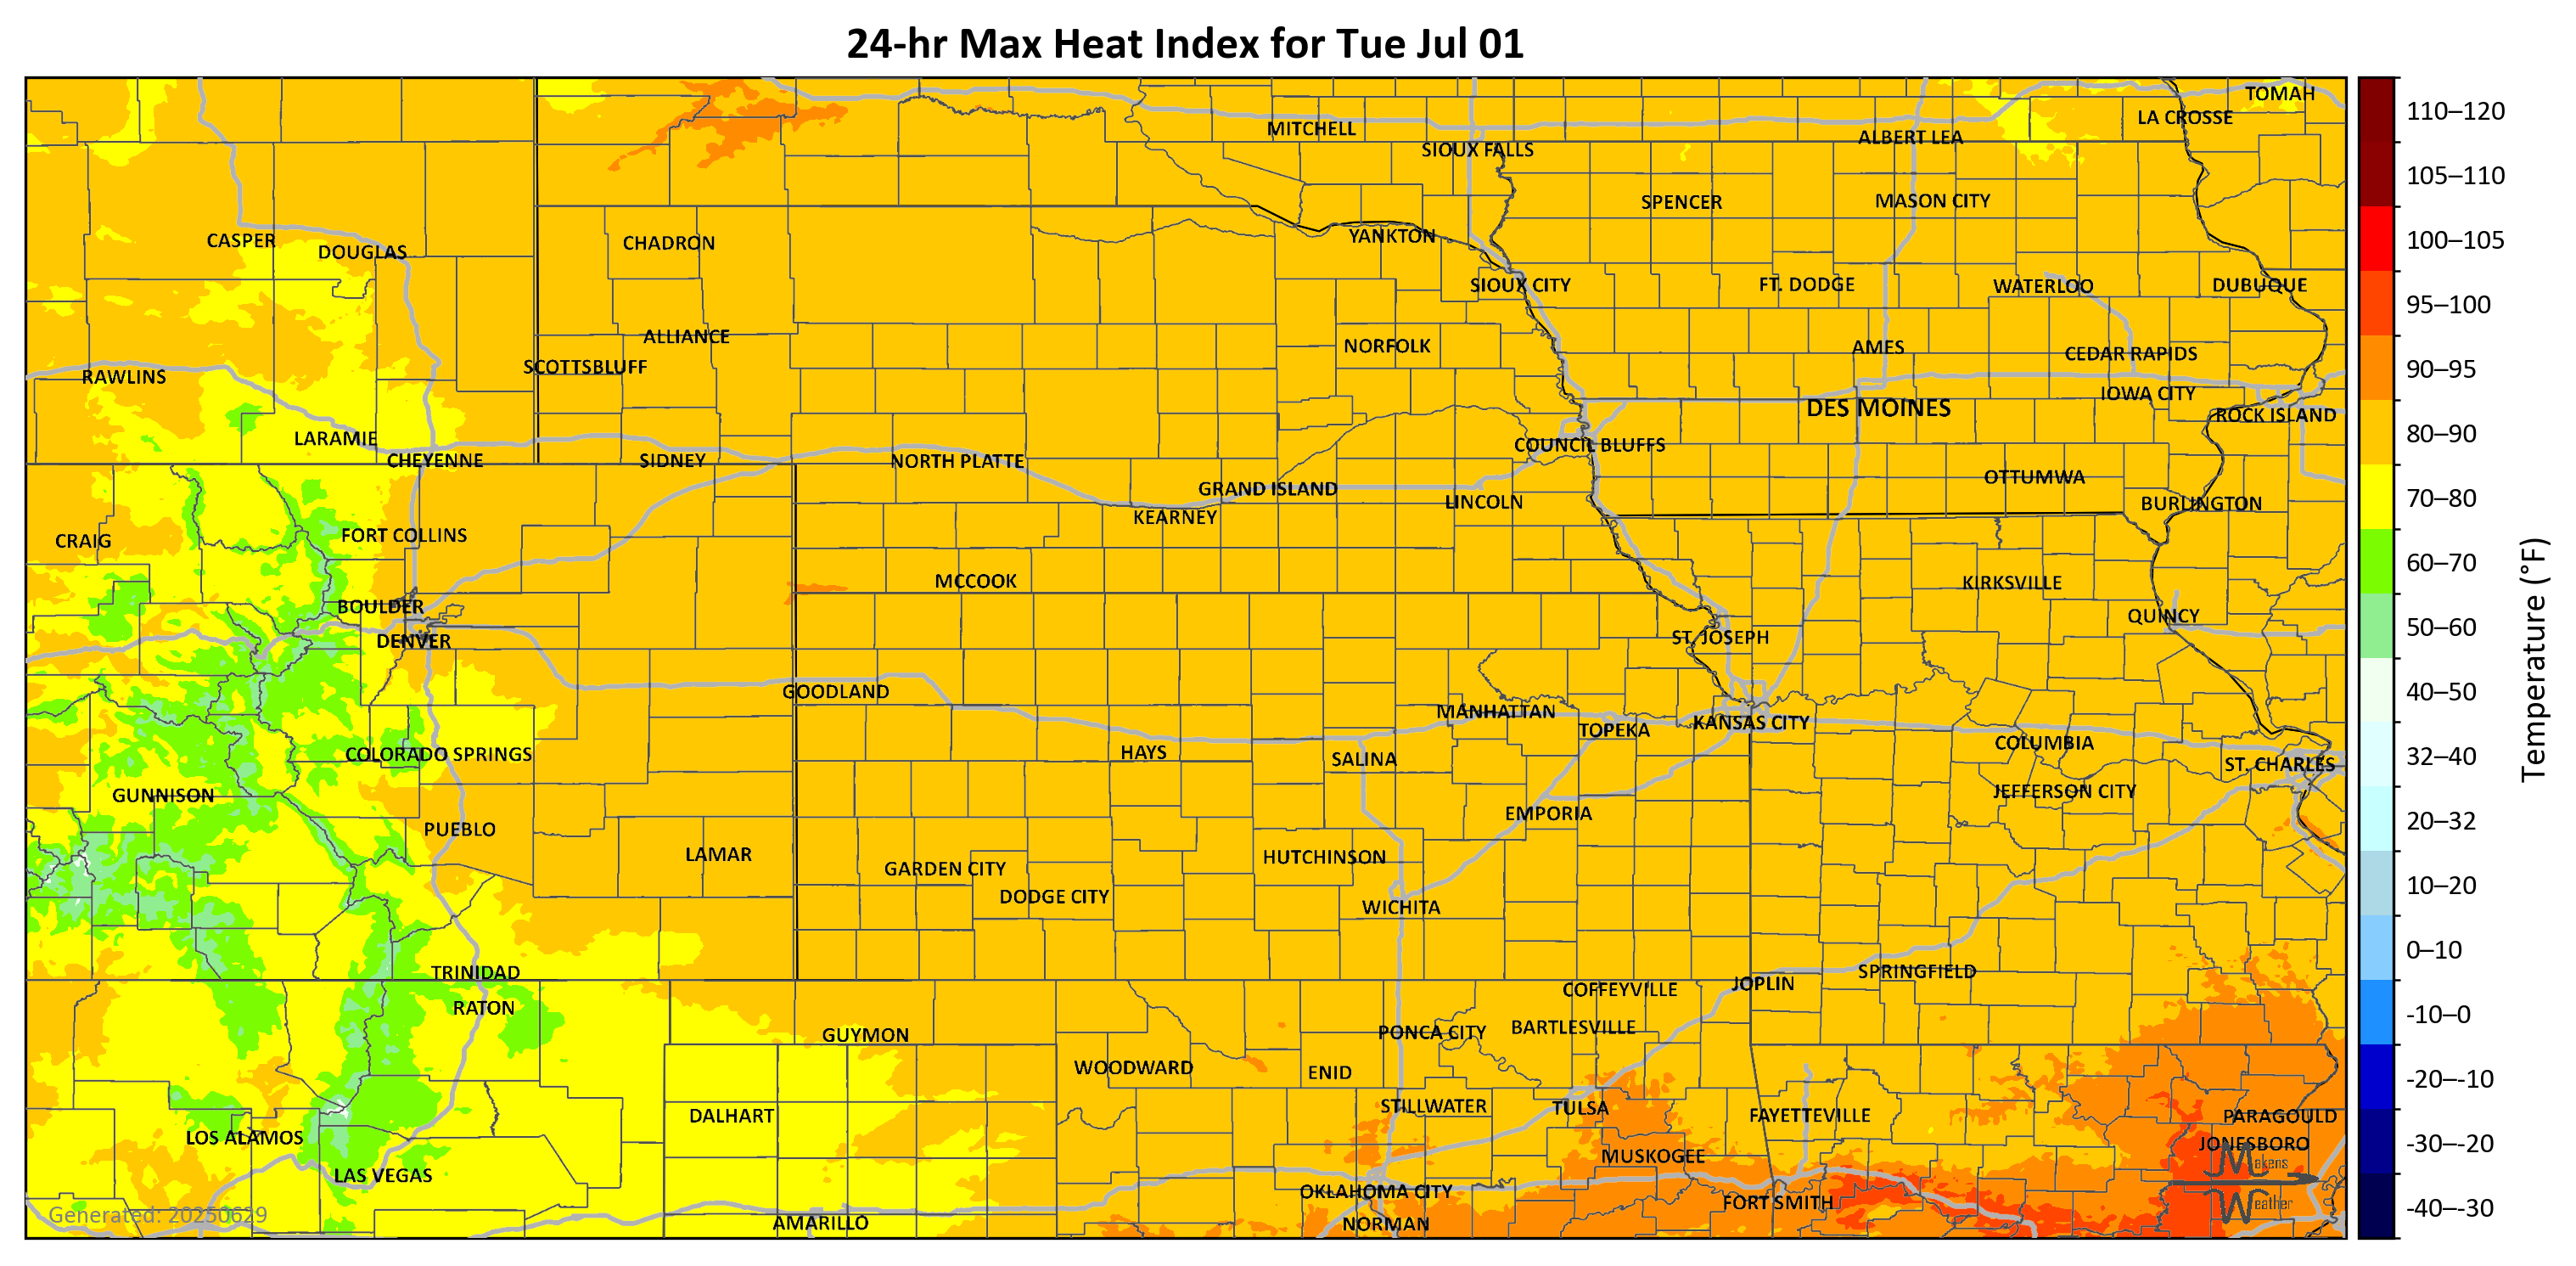 24-hr Max Heat Index for Tue Jul 01
TOMAH
LA CROSSE
MITCHELL
ALBERT LEA
SIOUX FALLS
SPENCER
MASON CITY
CASPER
DOUGLAS
CHADRON
YANKTON
SIOUX CITY
FT. DODGE
WATERLOO
DUBUQUE
ALLIANCE
NORFOLK
AMES
CEDAR RAPIDS
SCOTTSBLUFF
RAWLINS
IOWA CITY
DES MOINES
ROCK ISLAND
LARAMIE
COUNCIL BLUFFS
CHEYENNE
SIDNEY
NORTH PLATTE
OTTUMWA
GRAND ISLAND
LINCOLN
BURLINGTON
KEARNEY
FORT COLLINS
CRAIG
MCCOOK
KIRKSVILLE
BOULDER
QUINCY
DENVER
ST. JOSEPH
GOODLAND
MANHATTAN
KANSAS CITY
TOPEKA
COLUMBIA
HAYS
COLORADO SPRINGS
SALINA
ST. CHARLES
GUNNISON
JEFFERSON CITY
EMPORIA
PUEBLO
LAMAR
HUTCHINSON
GARDEN CITY
DODGE CITY
WICHITA
TRINIDAD
SPRINGFIELD
JOPLIN
COFFEYVILLE
RATON
BARTLESVILLE
PONCA CITY
GUYMON
WOODWARD
ENID
STILLWATER
TULSA
DALHART
FAYETTEVILLE
PARAGOULD
LOS ALAMOS
JONESBORO
MUSKOGEE
Makens
LAS VEGAS
OKLAHOMA CITY
FORT SMITH
Weather
Generated: 20250629
AMARILLO
NORMAN
110–120
105–110
100–105
95–100
90–95
80–90
70–80
60–70
50–60
40–50
32–40
20–32
10–20
0–10
-10–0
-20–-10
-30–-20
-40–-30
Temperature (°F)